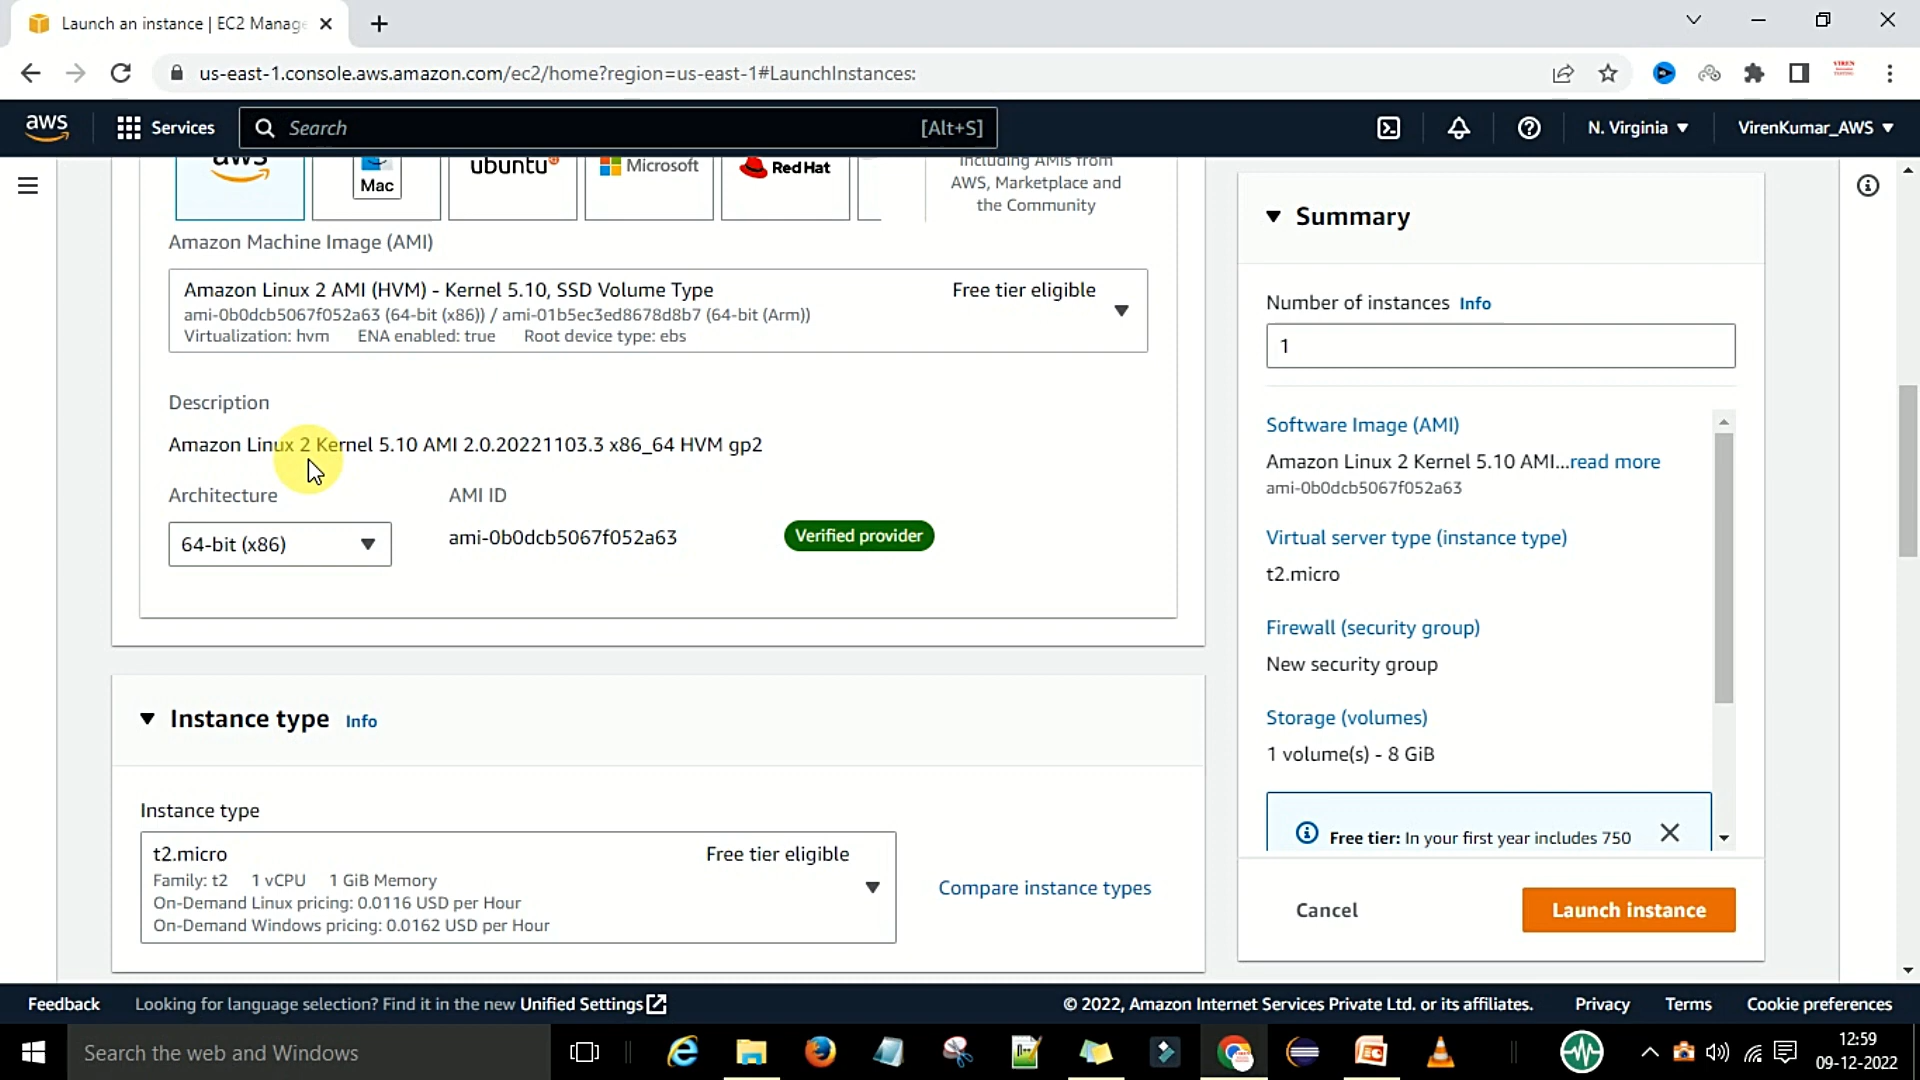 Launch an instance | EC2 Manage
us-east-1.console.aws.amazon.com/ec2/home?region=us-east-1#LaunchInstances:
VIREN
aws
Services
Search
[Alt+S]
N. Virginia
VirenKumar_AWS
aws
Mac
ubuntu
Microsoft
Red Hat
including AMIs from
AWS, Marketplace and
the Community
Amazon Machine Image (AMI)
Amazon Linux 2 AMI (HVM) - Kernel 5.10, SSD Volume Type
Free tier eligible
ami-0b0dcb5067f052a63 (64-bit (x86)) / ami-01b5ec3ed8678d8b7 (64-bit (Arm))
Virtualization: hvm ENA enabled: true Root device type: ebs
Description
Amazon Linux 2 Kernel 5.10 AMI 2.0.20221103.3 x86_64 HVM gp2
Architecture
AMI ID
64-bit (x86)
ami-0b0dcb5067f052a63
Verified provider
Instance type Info
Instance type
t2.micro
Free tier eligible
Family: t2 1 vCPU 1 GiB Memory
On-Demand Linux pricing: 0.0116 USD per Hour
On-Demand Windows pricing: 0.0162 USD per Hour
Compare instance types
Summary
Number of instances Info
1
Software Image (AMI)
Amazon Linux 2 Kernel 5.10 AMI...read more
ami-0b0dcb5067f052a63
Virtual server type (instance type)
t2.micro
Firewall (security group)
New security group
Storage (volumes)
1 volume(s) - 8 GiB
Free tier: In your first year includes 750
Cancel
Launch instance
Feedback
Looking for language selection? Find it in the new Unified Settings
© 2022, Amazon Internet Services Private Ltd. or its affiliates.
Privacy
Terms
Cookie preferences
Search the web and Windows
12:59
09-12-2022